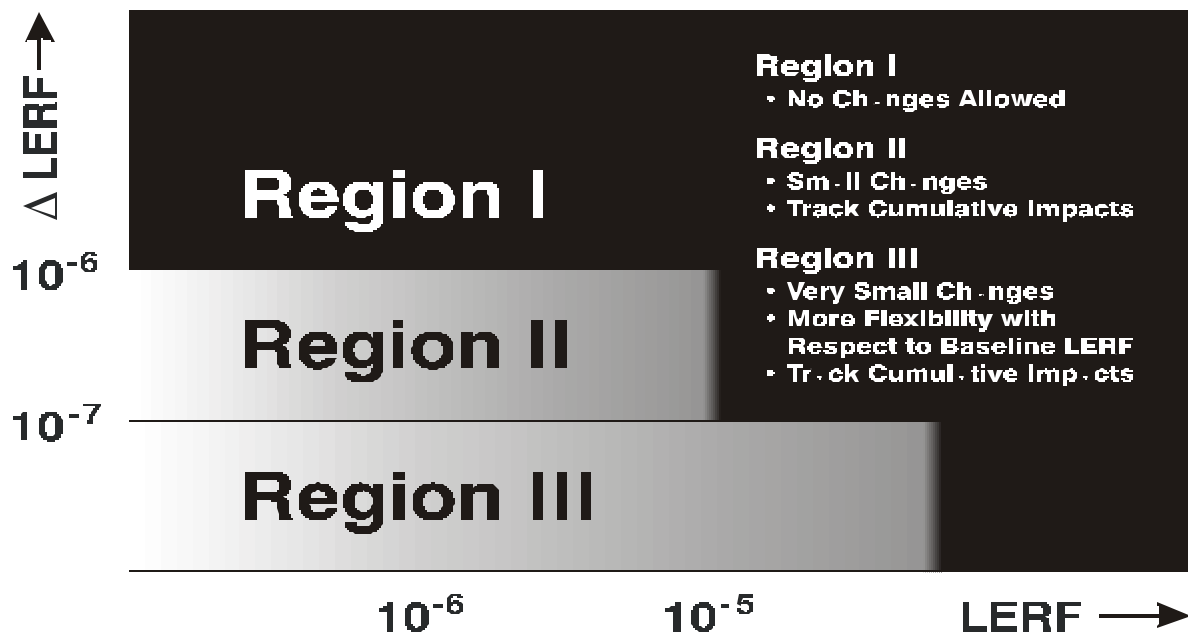 Δ LERF
Region I
• No Ch-nges Allowed
Region II
• Sm-ll Ch-nges
• Track Cumulative Impacts
Region III
• Very Small Ch-nges
• More Flexibility with
Respect to Baseline LERF
• Tr-ck Cumul-tive Imp-cts
Region I
10⁻⁶
Region II
10⁻⁷
Region III
10⁻⁶ 10⁻⁵ LERF